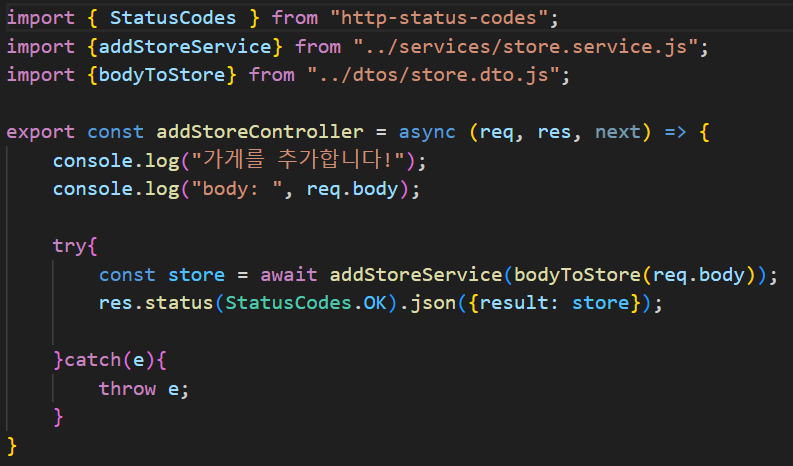 import { StatusCodes } from "http-status-codes";
import {addStoreService} from "../services/store.service.js";
import {bodyToStore} from "../dtos/store.dto.js";

export const addStoreController = async (req, res, next) => {
    console.log("가게를 추가합니다!");
    console.log("body: ", req.body);

    try{
        const store = await addStoreService(bodyToStore(req.body));
        res.status(StatusCodes.OK).json({result: store});

    }catch(e){
        throw e;
    }
}